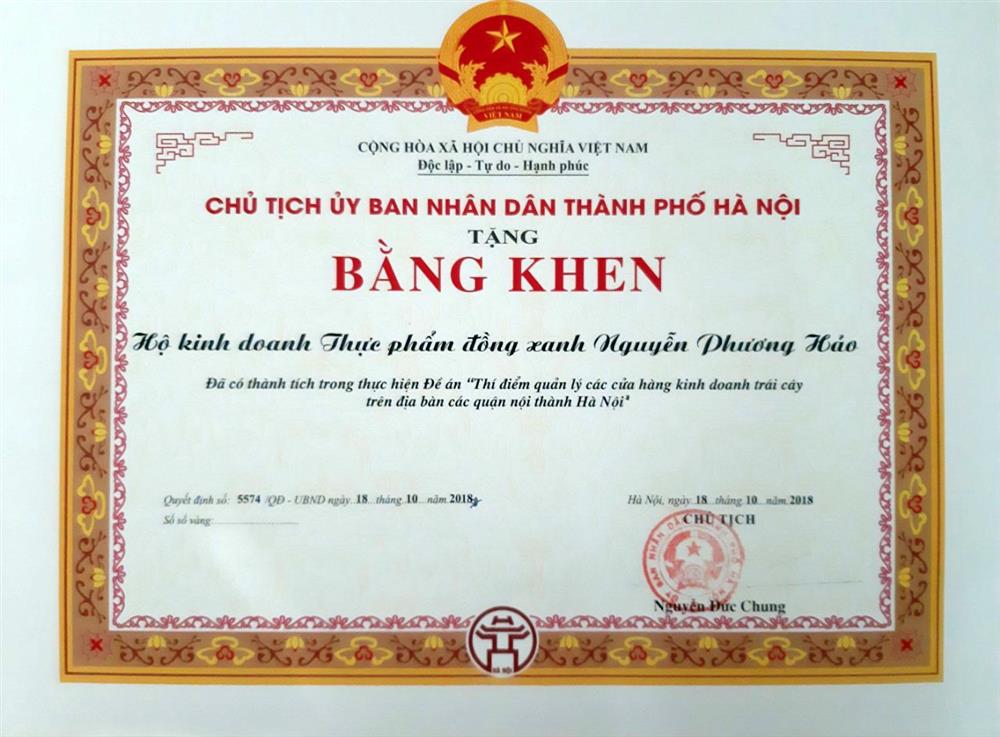 VIỆT NAM
CỘNG HÒA XÃ HỘI CHỦ NGHĨA VIỆT NAM
Độc lập - Tự do - Hạnh phúc
CHỦ TỊCH ỦY BAN NHÂN DÂN THÀNH PHỐ HÀ NỘI
TẶNG
BẰNG KHEN
Hộ kinh doanh Thực phẩm đồng xanh Nguyễn Phương Hảo
Đã có thành tích trong thực hiện Đề án "Thí điểm quản lý các cửa hàng kinh doanh trái cây
trên địa bàn các quận nội thành Hà Nội"
Quyết định số: 5574 /QĐ - UBND ngày 18 tháng 10 năm 2018
Số sổ vàng:
Hà Nội, ngày 18 tháng 10 năm 2018
CHỦ TỊCH
Nguyễn Đức Chung
HÀ NỘI